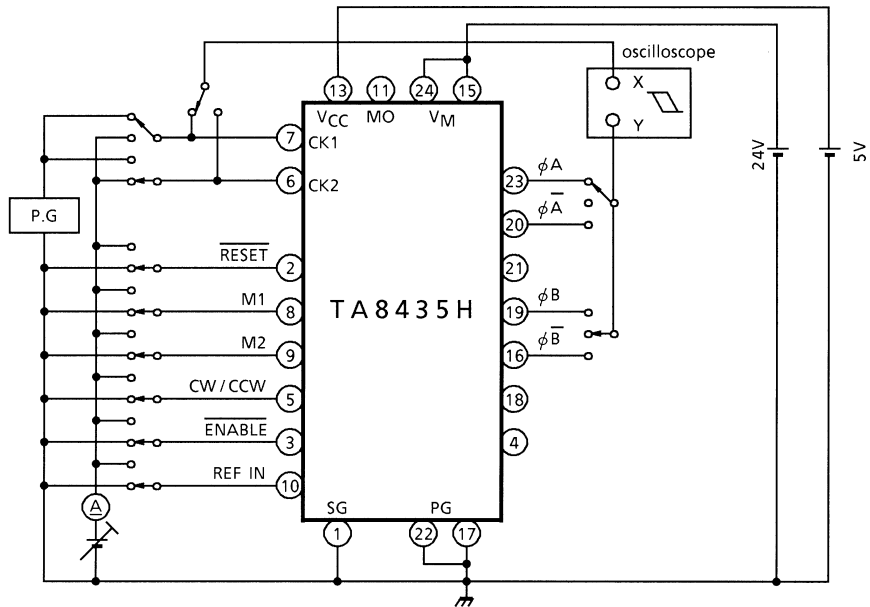 oscilloscope
X
Y
24V
5V
13
11
24
15
VCC
MO
VM
7
CK1
6
CK2
P.G
23
φA
20
φA̅
21
R̅E̅S̅E̅T̅
2
M1
8
TA8435H
19
φB
M2
9
16
φB̅
CW / CCW
5
18
E̅N̅A̅B̅L̅E̅
3
4
REF IN
10
A
SG
PG
1
22
17